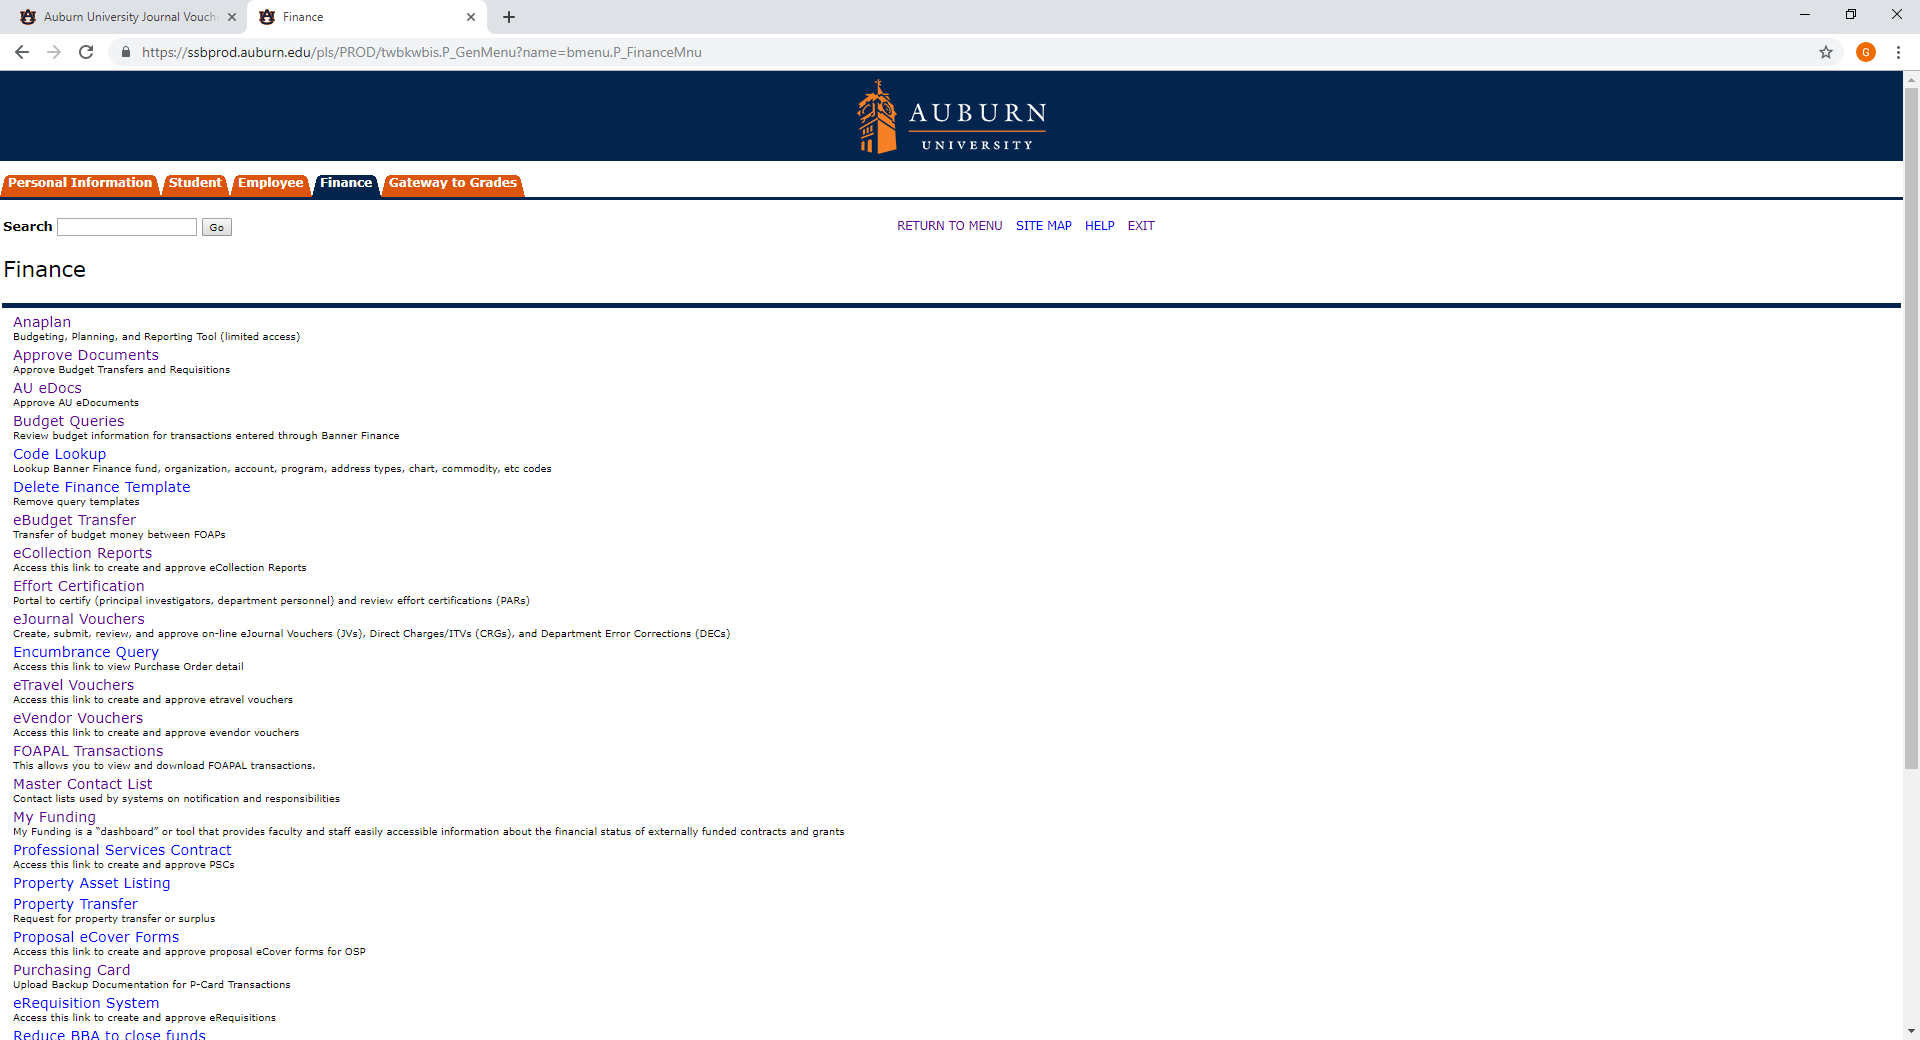 Auburn University Journal Vouch
Finance
https://ssbprod.auburn.edu/pls/PROD/twbkwbis.P_GenMenu?name=bmenu.P_FinanceMnu
G
AUBURN
UNIVERSITY
Personal Information Student Employee Finance Gateway to Grades
Search Go RETURN TO MENU SITE MAP HELP EXIT
Finance
Anaplan
Budgeting, Planning, and Reporting Tool (limited access)
Approve Documents
Approve Budget Transfers and Requisitions
AU eDocs
Approve AU eDocuments
Budget Queries
Review budget information for transactions entered through Banner Finance
Code Lookup
Lookup Banner Finance fund, organization, account, program, address types, chart, commodity, etc codes
Delete Finance Template
Remove query templates
eBudget Transfer
Transfer of budget money between FOAPs
eCollection Reports
Access this link to create and approve eCollection Reports
Effort Certification
Portal to certify (principal investigators, department personnel) and review effort certifications (PARs)
eJournal Vouchers
Create, submit, review, and approve on-line eJournal Vouchers (JVs), Direct Charges/ITVs (CRGs), and Department Error Corrections (DECs)
Encumbrance Query
Access this link to view Purchase Order detail
eTravel Vouchers
Access this link to create and approve etravel vouchers
eVendor Vouchers
Access this link to create and approve evendor vouchers
FOAPAL Transactions
This allows you to view and download FOAPAL transactions.
Master Contact List
Contact lists used by systems on notification and responsibilities
My Funding
My Funding is a “dashboard” or tool that provides faculty and staff easily accessible information about the financial status of externally funded contracts and grants
Professional Services Contract
Access this link to create and approve PSCs
Property Asset Listing
Property Transfer
Request for property transfer or surplus
Proposal eCover Forms
Access this link to create and approve proposal eCover forms for OSP
Purchasing Card
Upload Backup Documentation for P-Card Transactions
eRequisition System
Access this link to create and approve eRequisitions
Reduce BBA to close funds